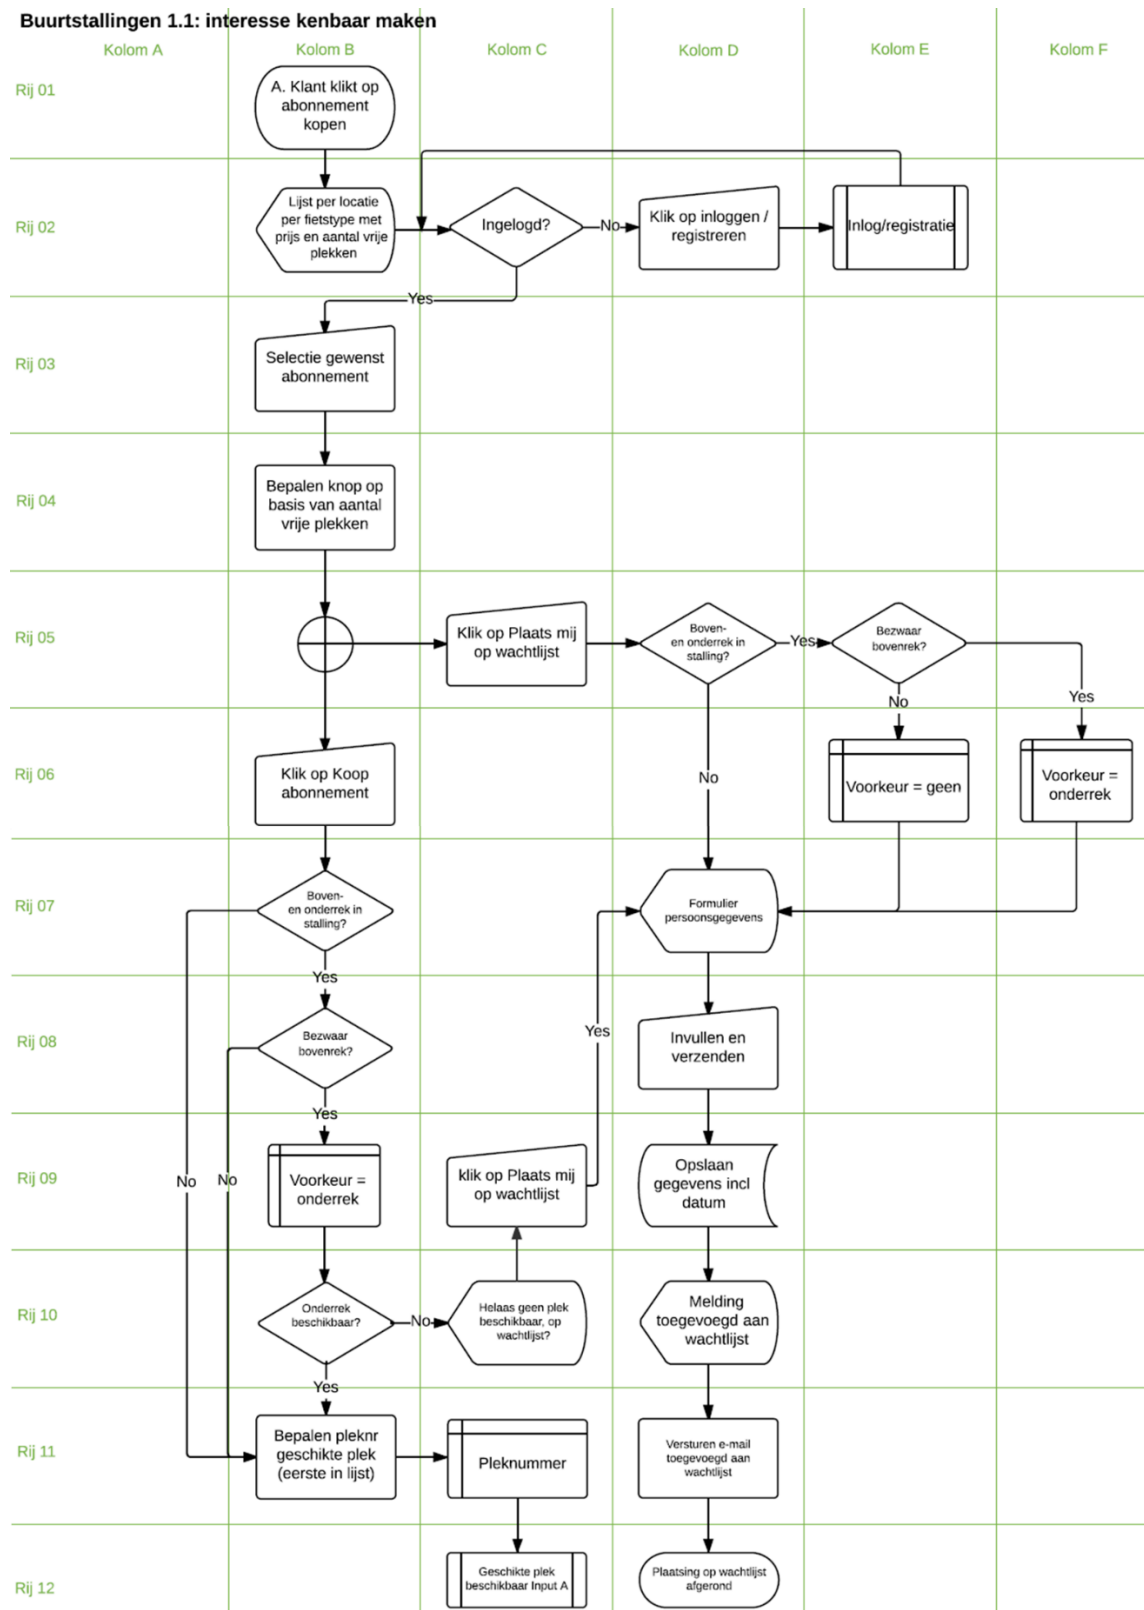 Buurtstallingen 1.1: interesse kenbaar maken
Kolom A
Kolom B
Kolom C
Kolom D
Kolom E
Kolom F
Rij 01
A. Klant klikt op
abonnement
kopen
Rij 02
Lijst per locatie
per fietstype met
prijs en aantal vrije
plekken
Ingelogd?
No
Klik op inloggen /
registreren
Inlog/registratie
Yes
Rij 03
Selectie gewenst
abonnement
Rij 04
Bepalen knop op
basis van aantal
vrije plekken
Rij 05
Klik op Plaats mij
op wachtlijst
Boven-
en onderrek in
stalling?
Yes
Bezwaar
bovenrek?
No
Yes
Rij 06
Klik op Koop
abonnement
No
Voorkeur = geen
Voorkeur =
onderrek
Rij 07
Boven-
en onderrek in
stalling?
Formulier
persoonsgegevens
Yes
Rij 08
Bezwaar
bovenrek?
Yes
Invullen en
verzenden
Yes
Rij 09
No
No
Voorkeur =
onderrek
klik op Plaats mij
op wachtlijst
Opslaan
gegevens incl
datum
Rij 10
Onderrek
beschikbaar?
No
Helaas geen plek
beschikbaar, op
wachtlijst?
Melding
toegevoegd aan
wachtlijst
Yes
Rij 11
Bepalen pleknr
geschikte plek
(eerste in lijst)
Pleknummer
Versturen e-mail
toegevoegd aan
wachtlijst
Rij 12
Geschikte plek
beschikbaar Input A
Plaatsing op wachtlijst
afgerond